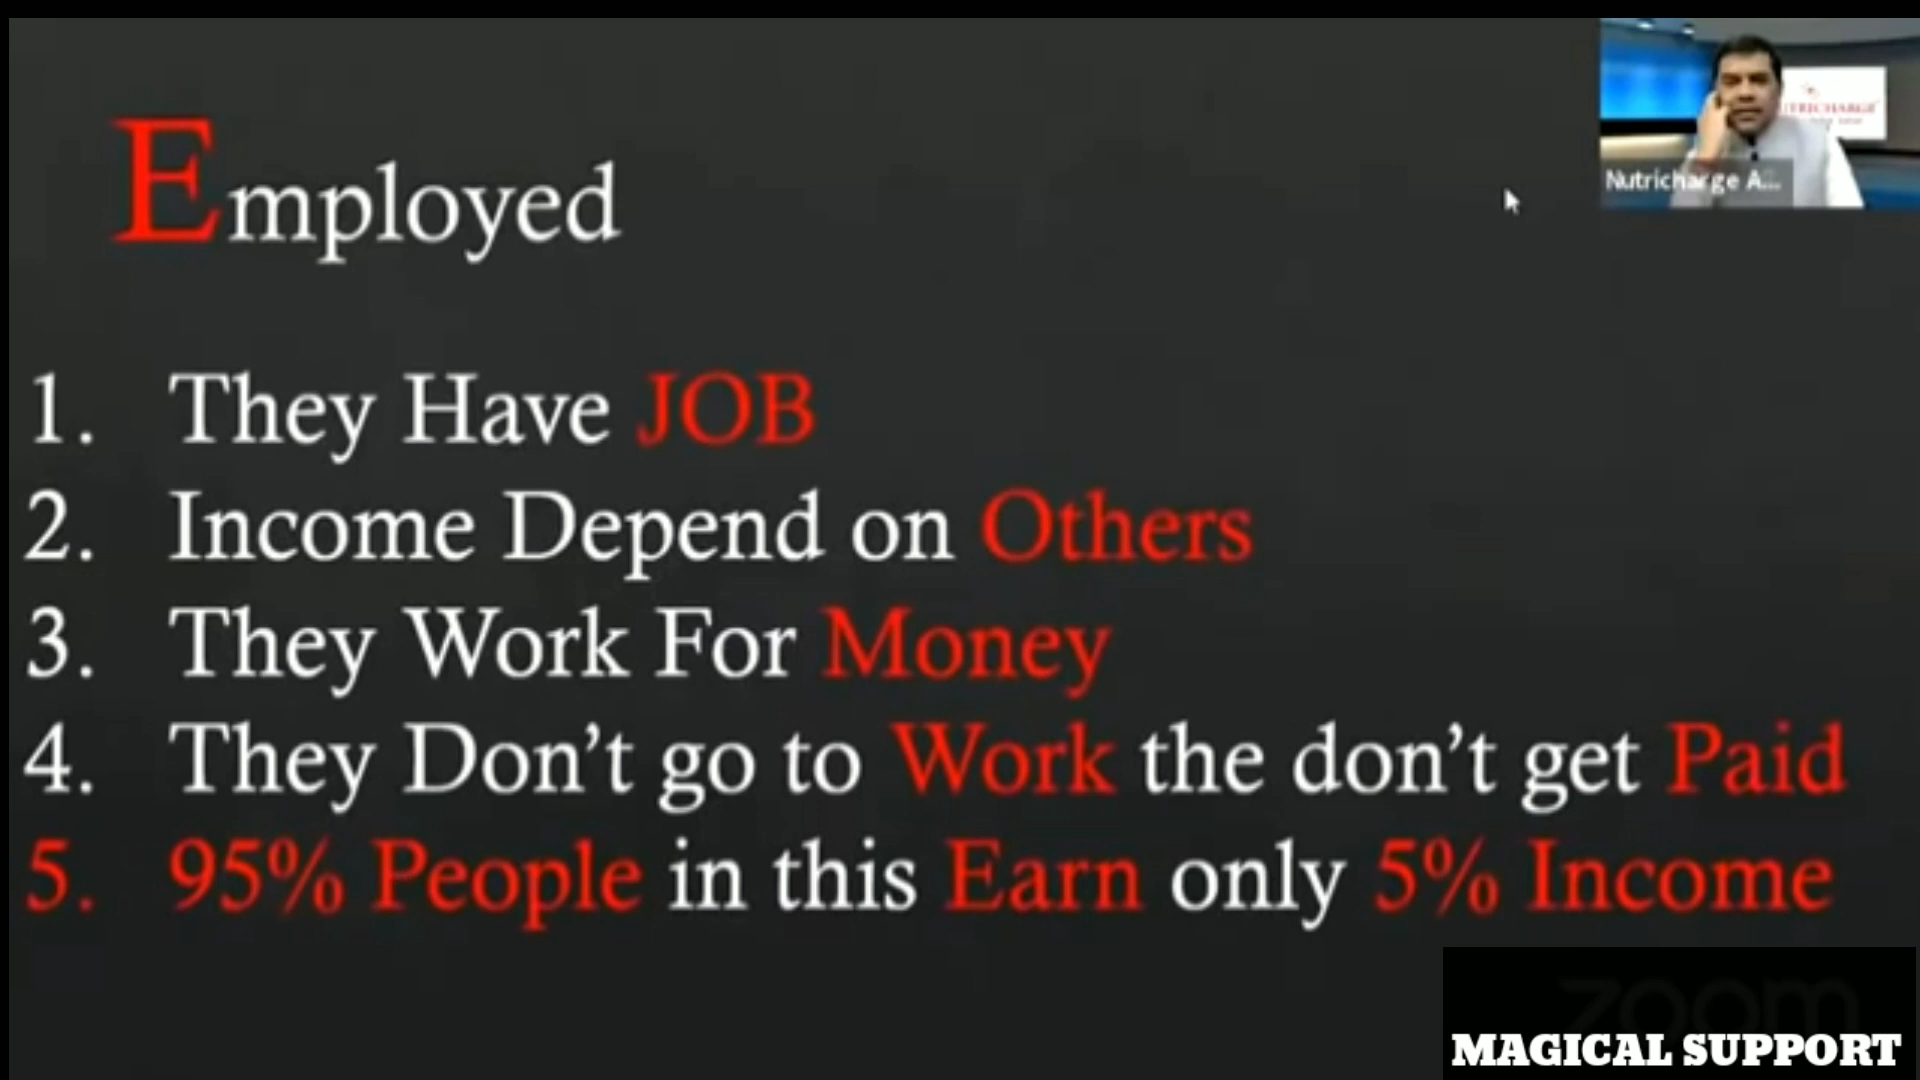 Employed
1. They Have JOB
2. Income Depend on Others
3. They Work For Money
4. They Don't go to Work the don't get Paid
5. 95% People in this Earn only 5% Income
Nutricharge A...
zoom
MAGICAL SUPPORT